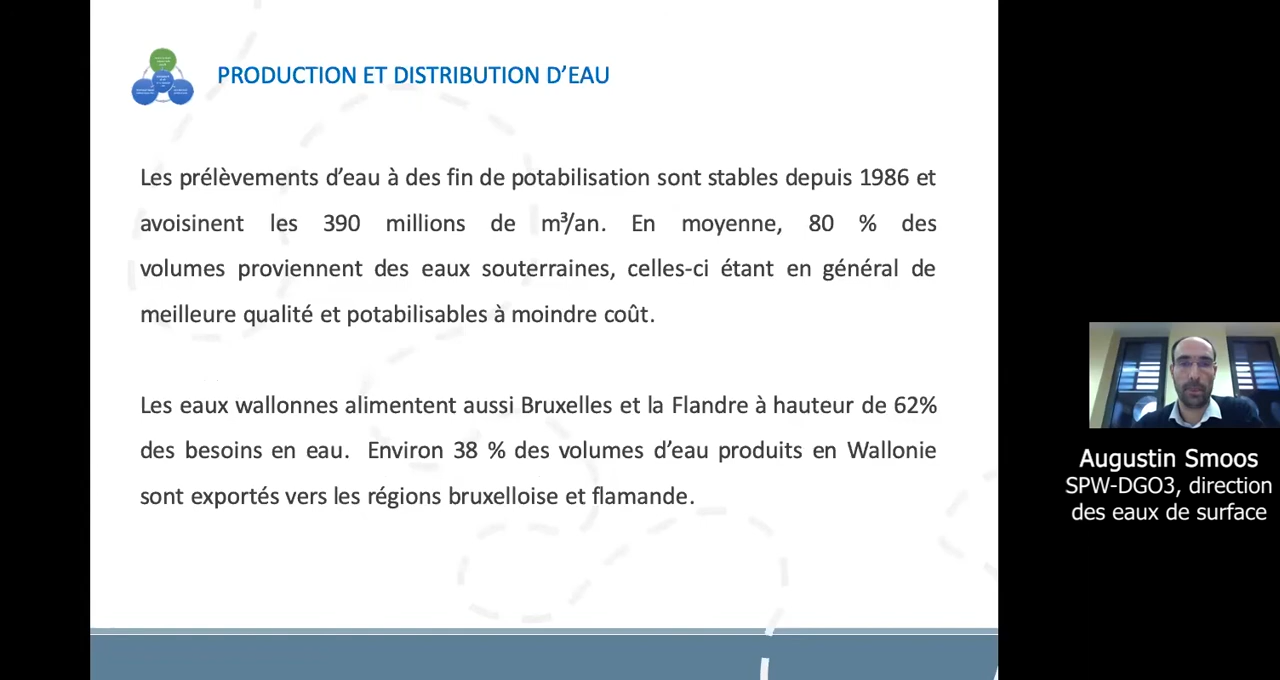 PRODUCTION ET DISTRIBUTION D’EAU
Les prélèvements d’eau à des fin de potabilisation sont stables depuis 1986 et
avoisinent les 390 millions de m³/an. En moyenne, 80 % des
volumes proviennent des eaux souterraines, celles-ci étant en général de
meilleure qualité et potabilisables à moindre coût.
Les eaux wallonnes alimentent aussi Bruxelles et la Flandre à hauteur de 62%
des besoins en eau. Environ 38 % des volumes d’eau produits en Wallonie
sont exportés vers les régions bruxelloise et flamande.
Augustin Smoos
SPW-DGO3, direction
des eaux de surface